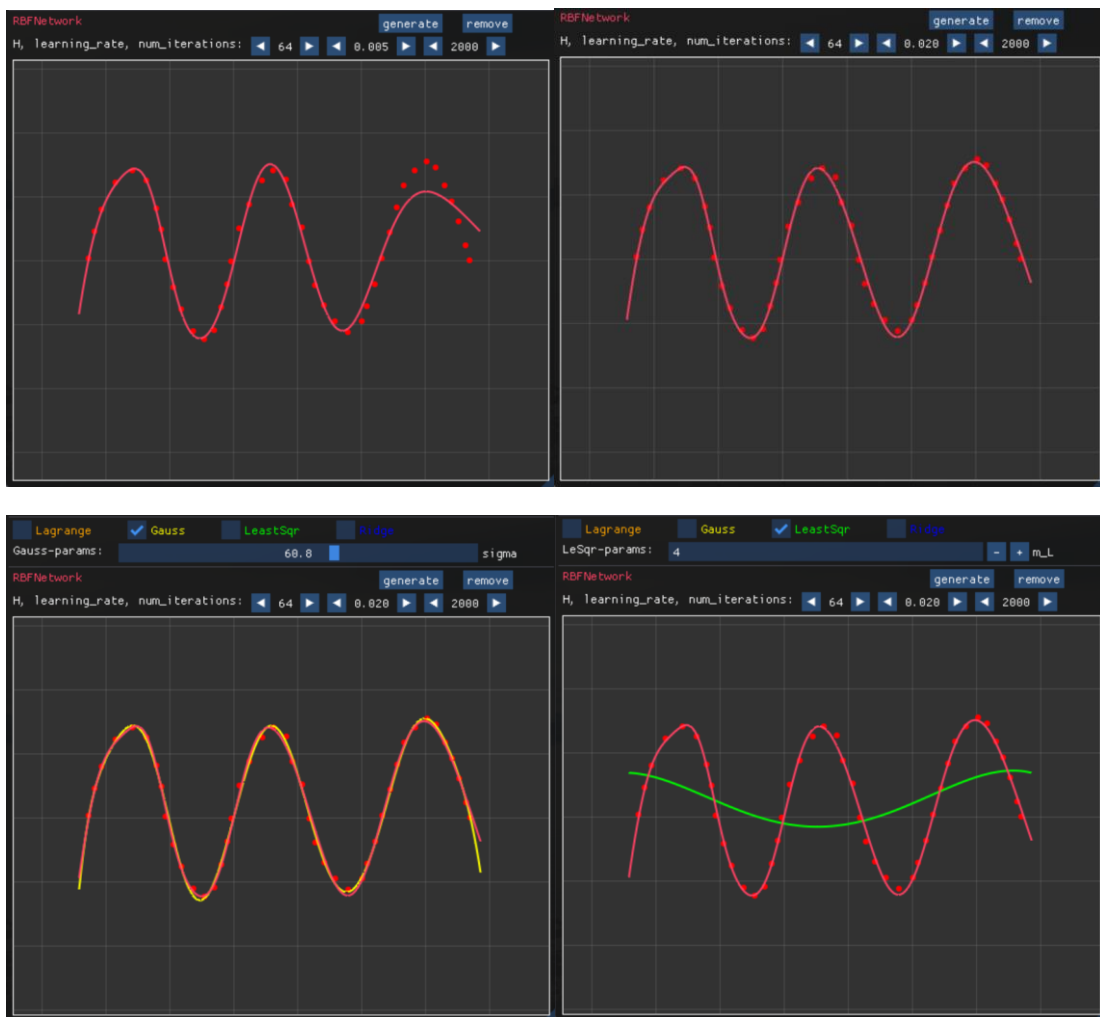 RBFNetwork generate remove
H, learning_rate, num_iterations: 64 0.005 2000
RBFNetwork generate remove
H, learning_rate, num_iterations: 64 0.020 2000
Lagrange Gauss LeastSqr Ridge
Gauss-params: 60.8 sigma
RBFNetwork generate remove
H, learning_rate, num_iterations: 64 0.020 2000
Lagrange Gauss LeastSqr Ridge
LeSqr-params: 4 - + m_L
RBFNetwork generate remove
H, learning_rate, num_iterations: 64 0.020 2000